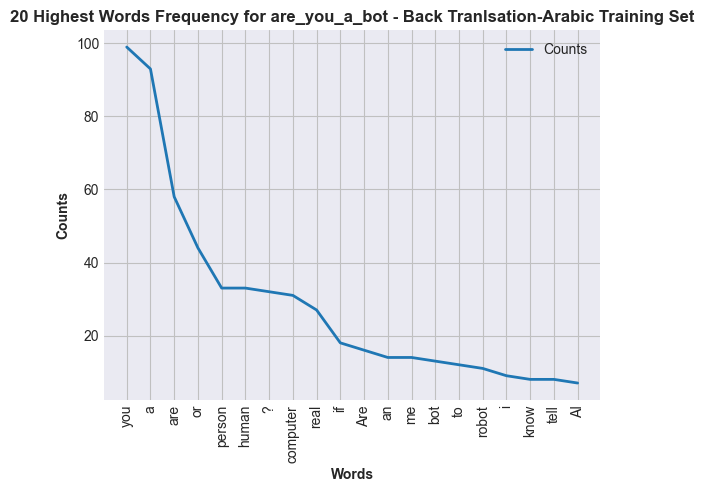 20 Highest Words Frequency for are_you_a_bot - Back Tranlsation-Arabic Training Set
Counts
100
80
60
40
20
Counts
you
a
are
or
person
human
?
computer
real
if
Are
an
me
bot
to
robot
i
know
tell
AI
Words